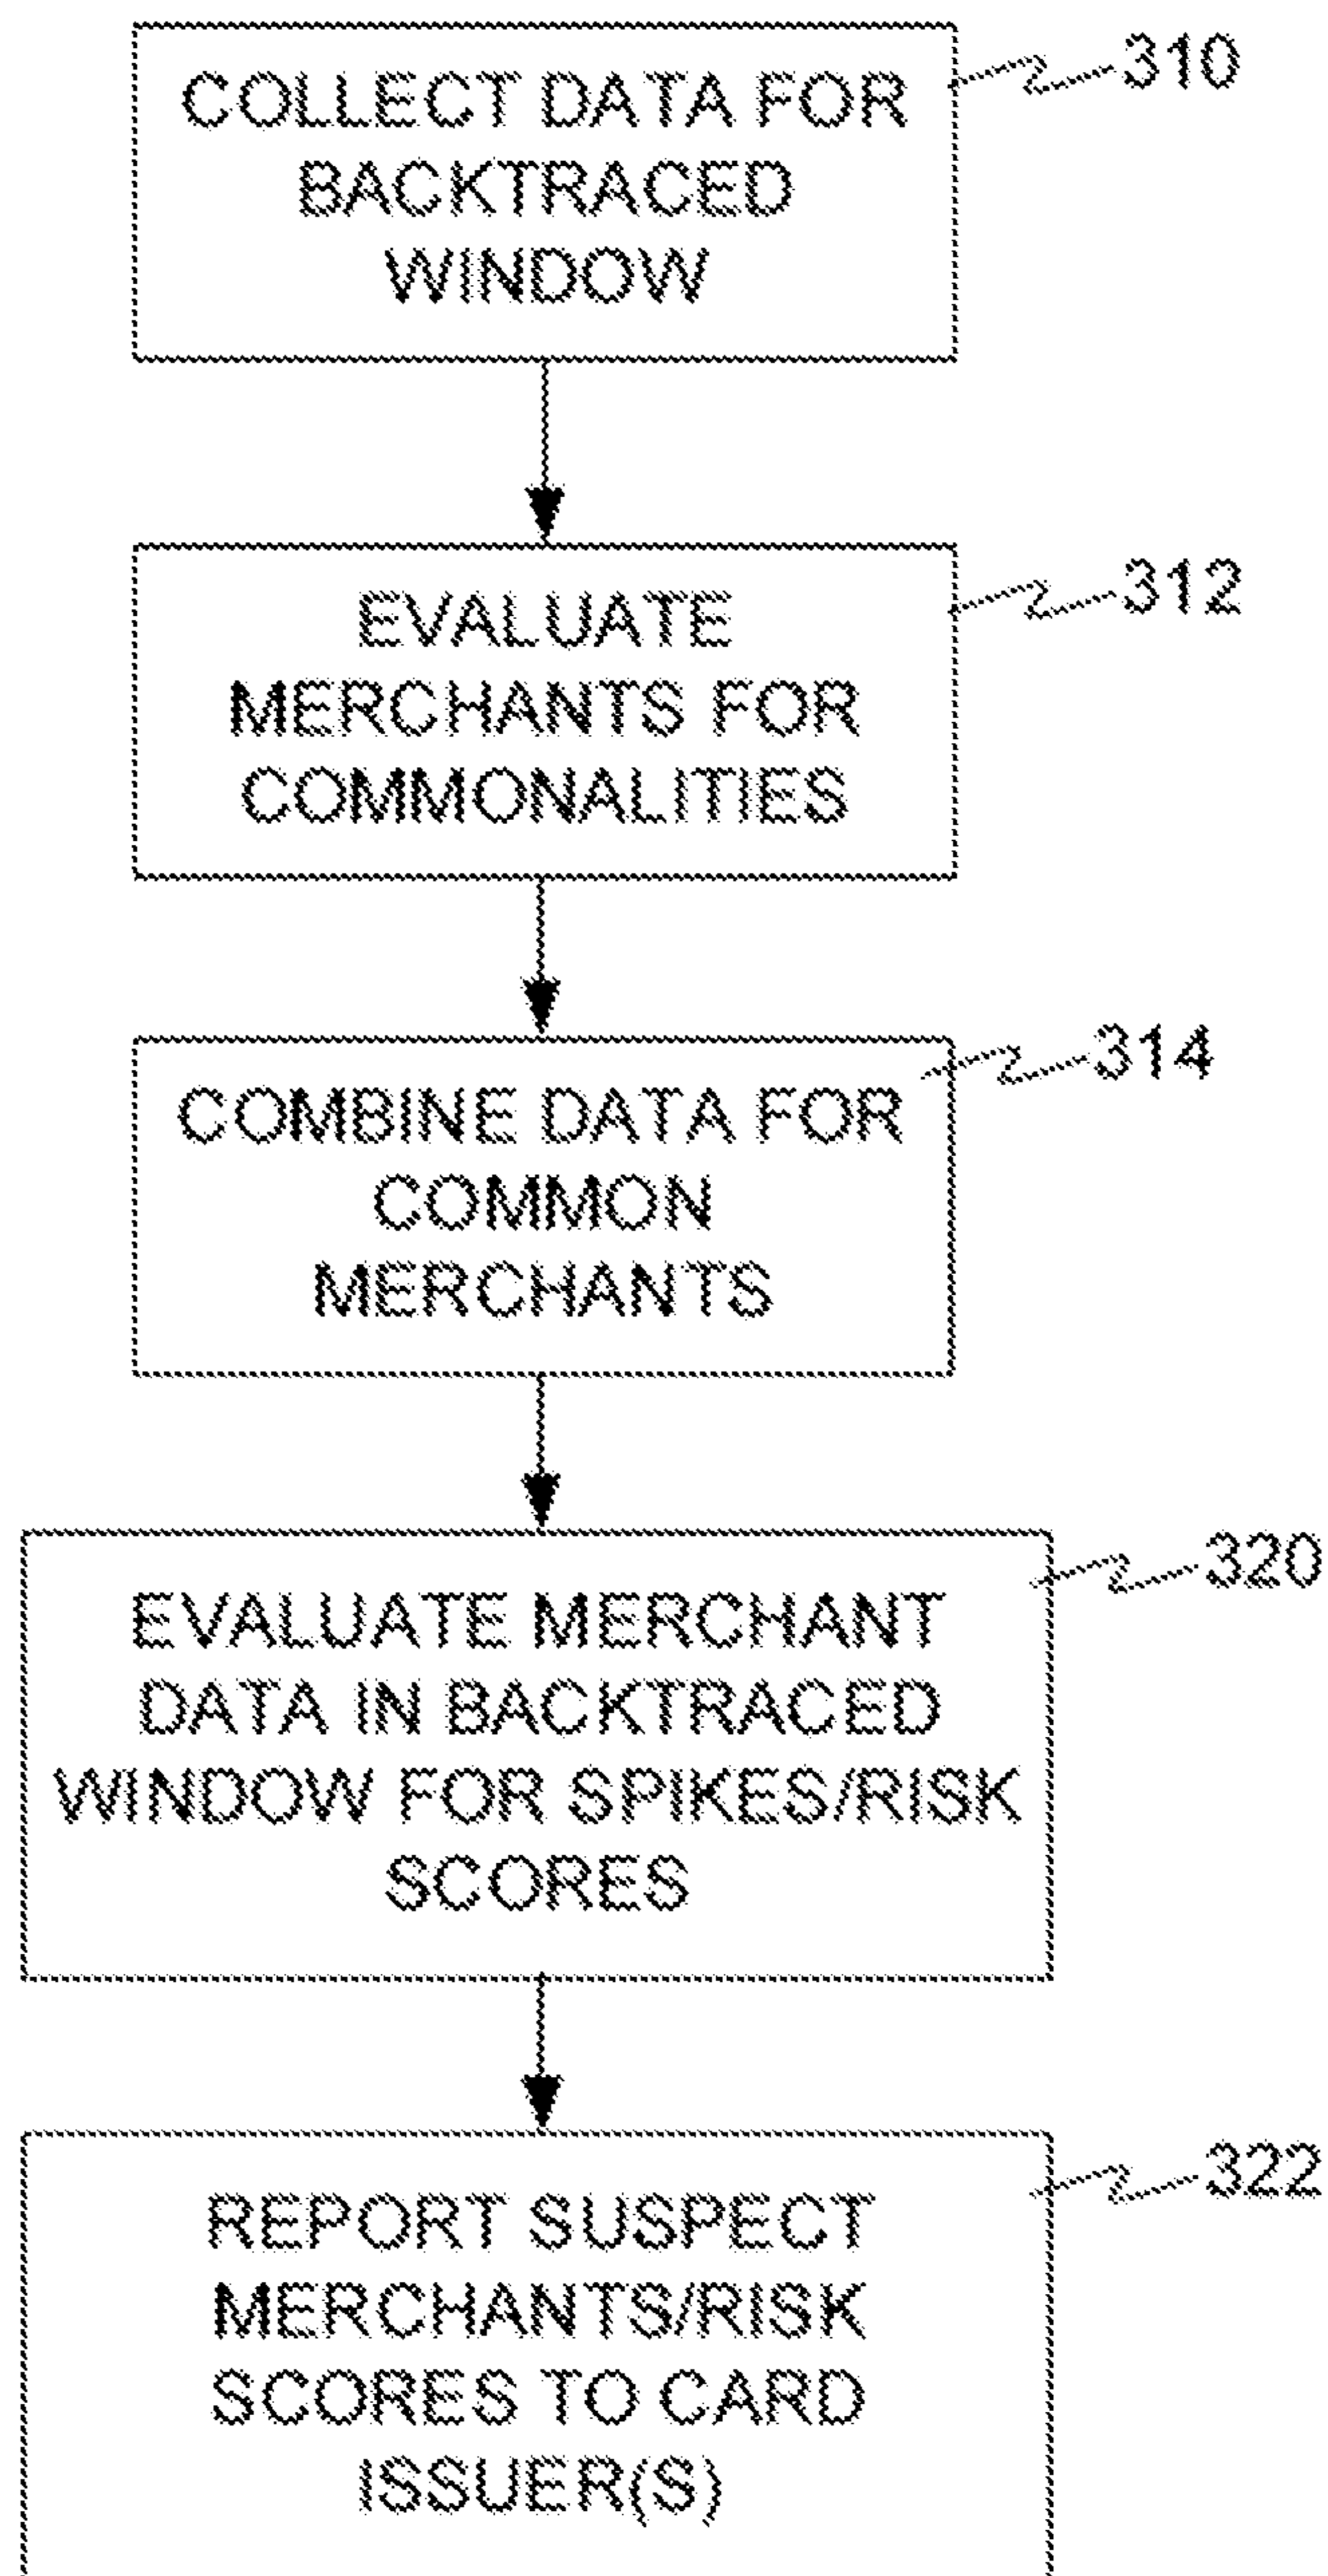 COLLECT DATA FOR
BACKTRACED
WINDOW
310
EVALUATE
MERCHANTS FOR
COMMONALITIES
312
COMBINE DATA FOR
COMMON
MERCHANTS
314
EVALUATE MERCHANT
DATA IN BACKTRACED
WINDOW FOR SPIKES/RISK
SCORES
320
REPORT SUSPECT
MERCHANTS/RISK
SCORES TO CARD
ISSUER(S)
322